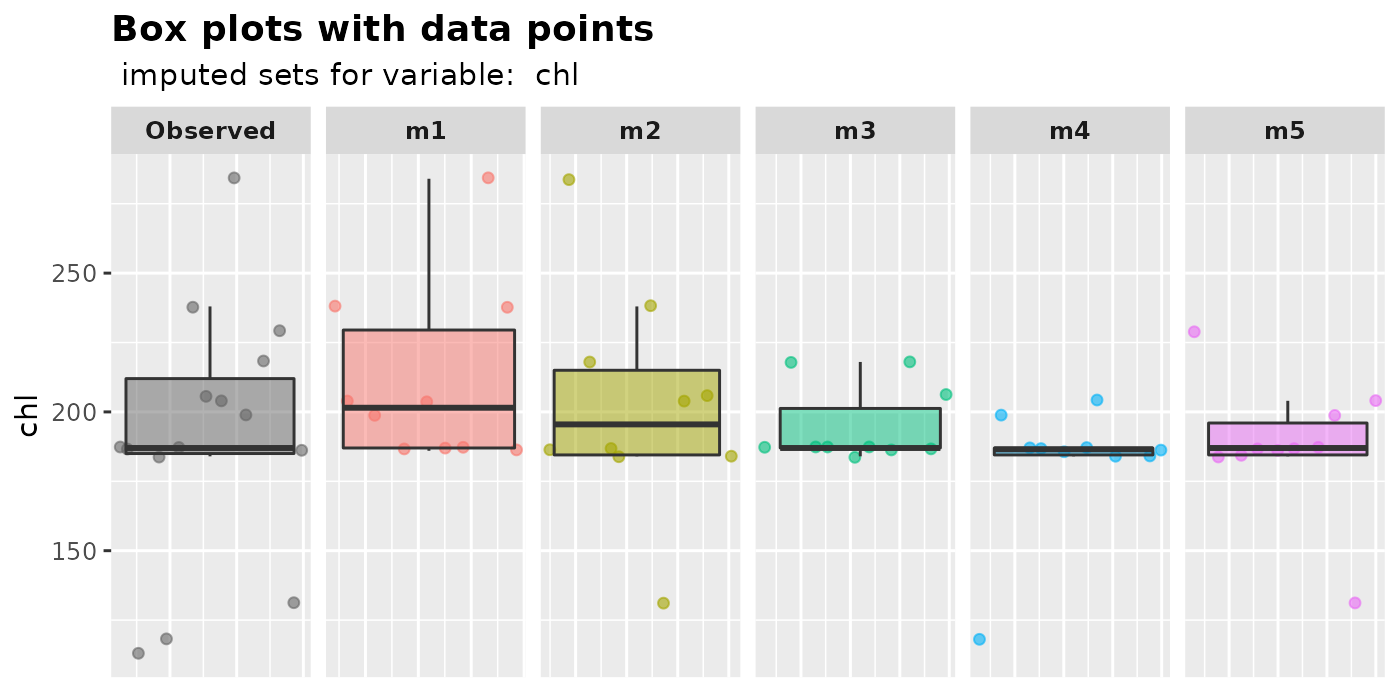 Box plots with data points
imputed sets for variable:  chl
Observed m1 m2 m3 m4 m5
250
200
150
chl